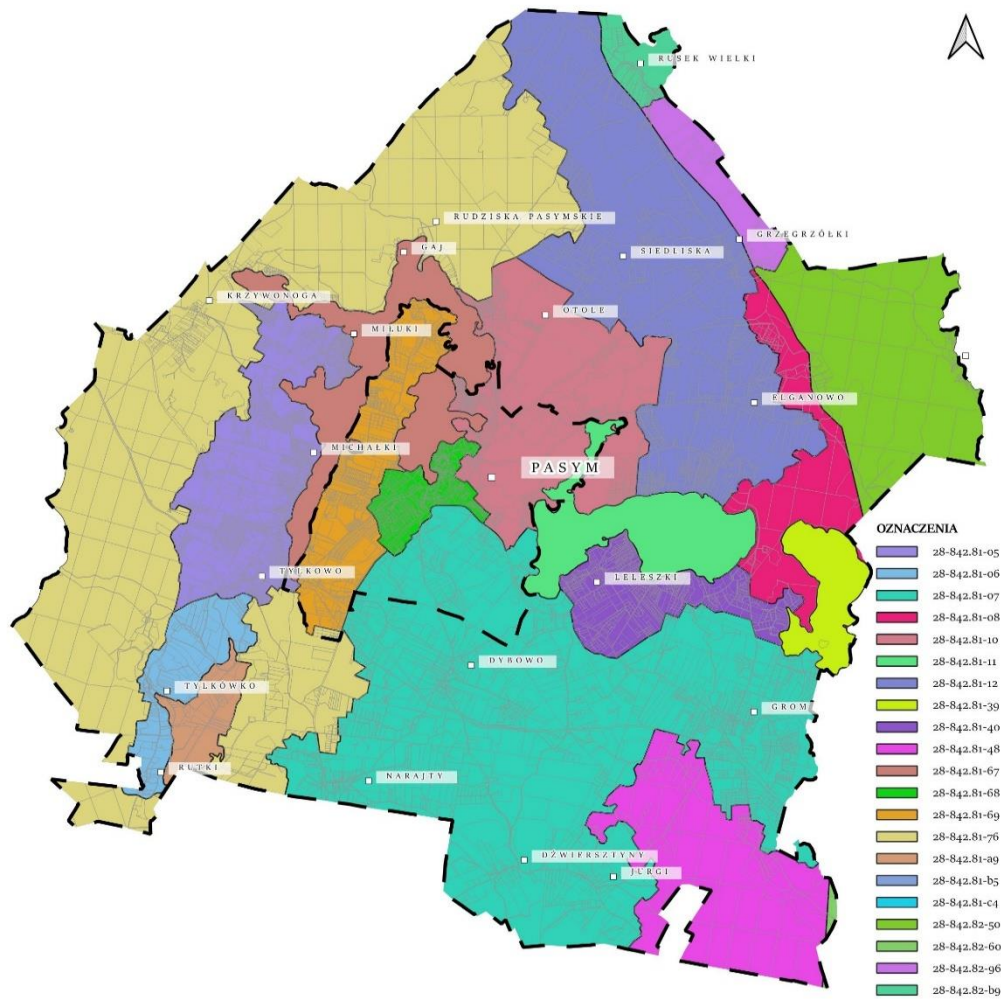 RUSEK WIELKI
RUDZISKA PASYMSKIE
GRZEGRZÓŁKI
GAJ
SIEDLISKA
KRZYWONOGA
OTOLE
MIŁUKI
ELGANOWO
MICHAŁKI
PASYM
TYLKOWO
LELESZKI
DYBOWO
TYLKÓWKO
GROM
RUTKI
NARAJTY
DŹWIERSZTYNY
JURGI
OZNACZENIA
28-842.81-05
28-842.81-06
28-842.81-07
28-842.81-08
28-842.81-10
28-842.81-11
28-842.81-12
28-842.81-39
28-842.81-40
28-842.81-48
28-842.81-67
28-842.81-68
28-842.81-69
28-842.81-76
28-842.81-a9
28-842.81-b5
28-842.81-c4
28-842.82-50
28-842.82-60
28-842.82-96
28-842.82-b9